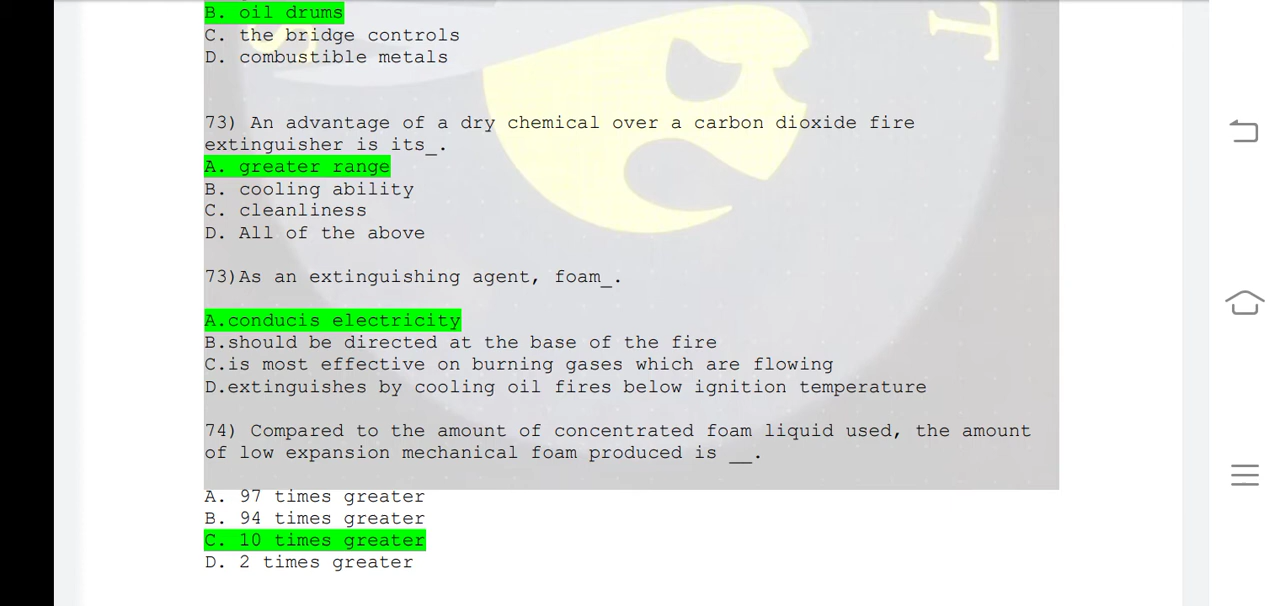 B. oil drums
C. the bridge controls
D. combustible metals
73) An advantage of a dry chemical over a carbon dioxide fire
extinguisher is its_.
A. greater range
B. cooling ability
C. cleanliness
D. All of the above
73)As an extinguishing agent, foam_.
A.conducis electricity
B.should be directed at the base of the fire
C.is most effective on burning gases which are flowing
D.extinguishes by cooling oil fires below ignition temperature
74) Compared to the amount of concentrated foam liquid used, the amount
of low expansion mechanical foam produced is __.
A. 97 times greater
B. 94 times greater
C. 10 times greater
D. 2 times greater